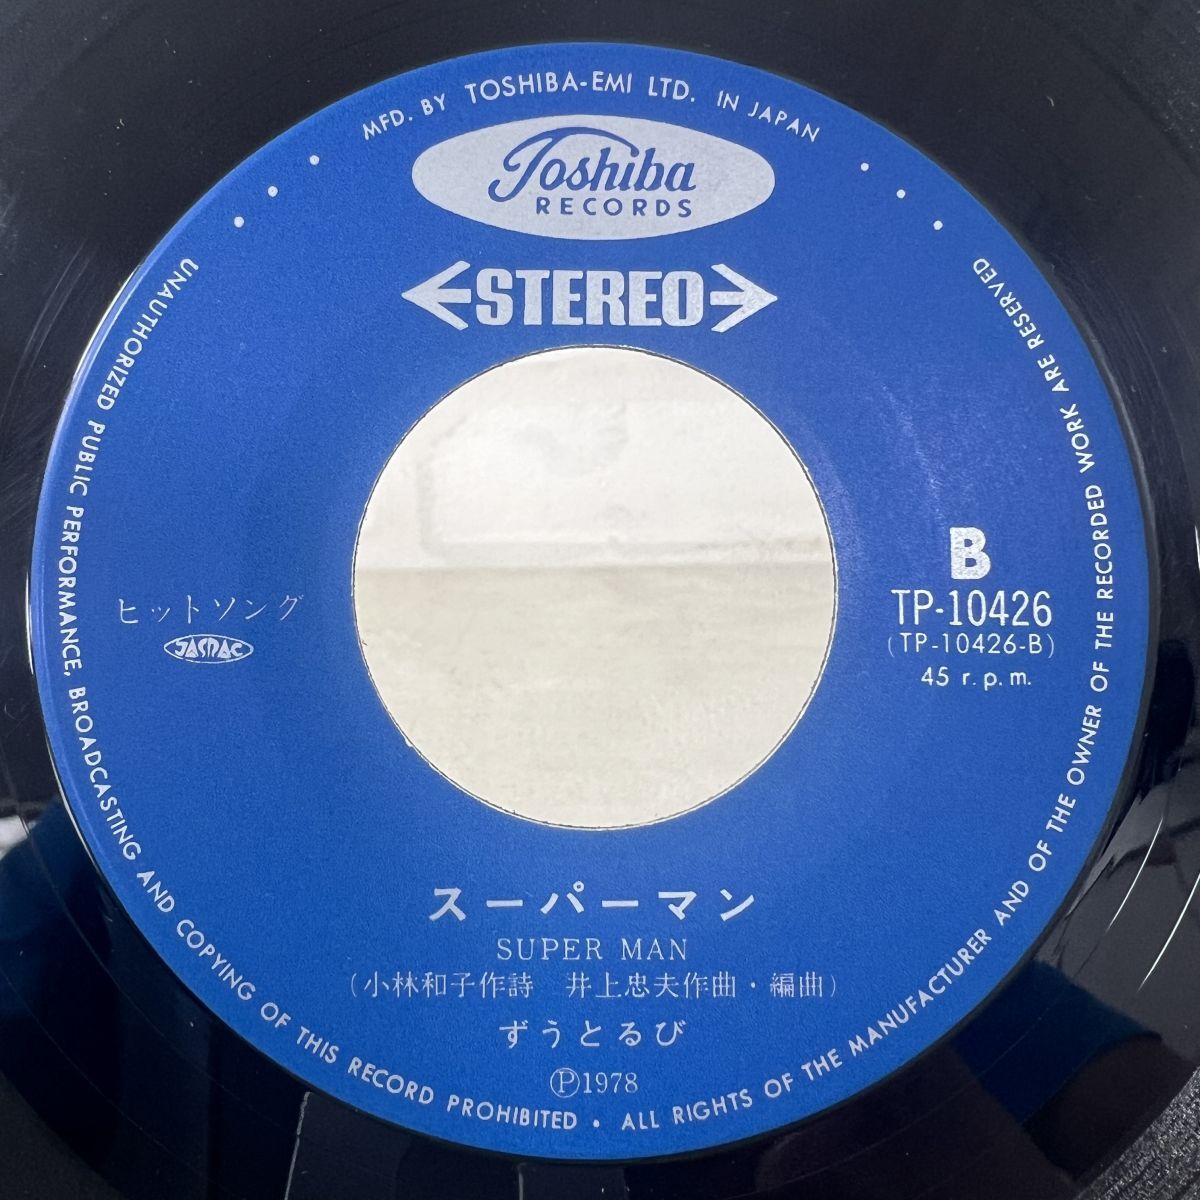 MFD. BY TOSHIBA-EMI LTD. IN JAPAN
Toshiba
RECORDS
STEREO
ヒットソング
JASRAC
B
TP-10426
(TP-10426-B)
45 r.p.m.
スーパーマン
SUPER MAN
(小林和子作詩 井上忠夫作曲・編曲)
ずうとるび
Ⓟ1978
UNAUTHORIZED PUBLIC PERFORMANCE, BROADCASTING AND COPYING OF THIS RECORD PROHIBITED • ALL RIGHTS OF THE MANUFACTURER AND OF THE OWNER OF THE RECORDED WORK ARE RESERVED